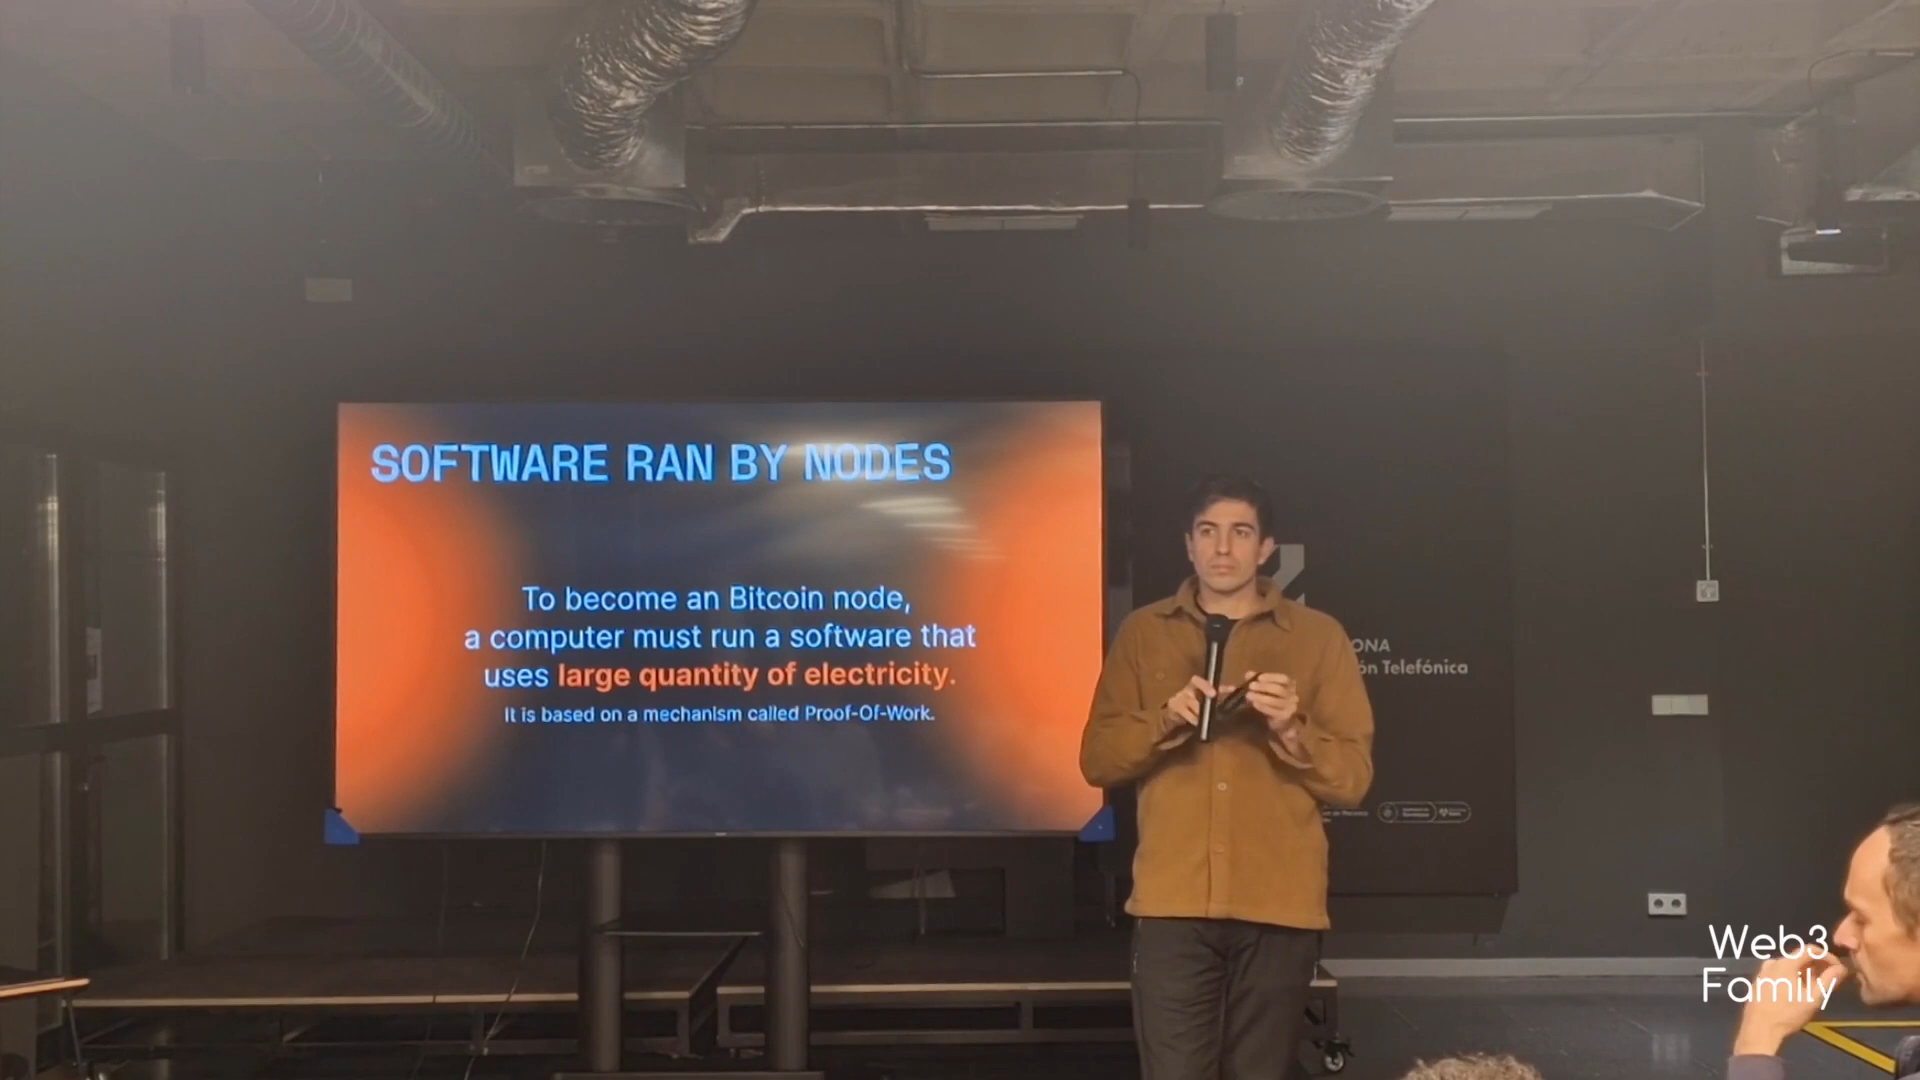 SOFTWARE RAN BY NODES
To become an Bitcoin node,
a computer must run a software that
uses large quantity of electricity.
It is based on a mechanism called Proof-Of-Work.
ONA
ón Telefónica
Web3
Family